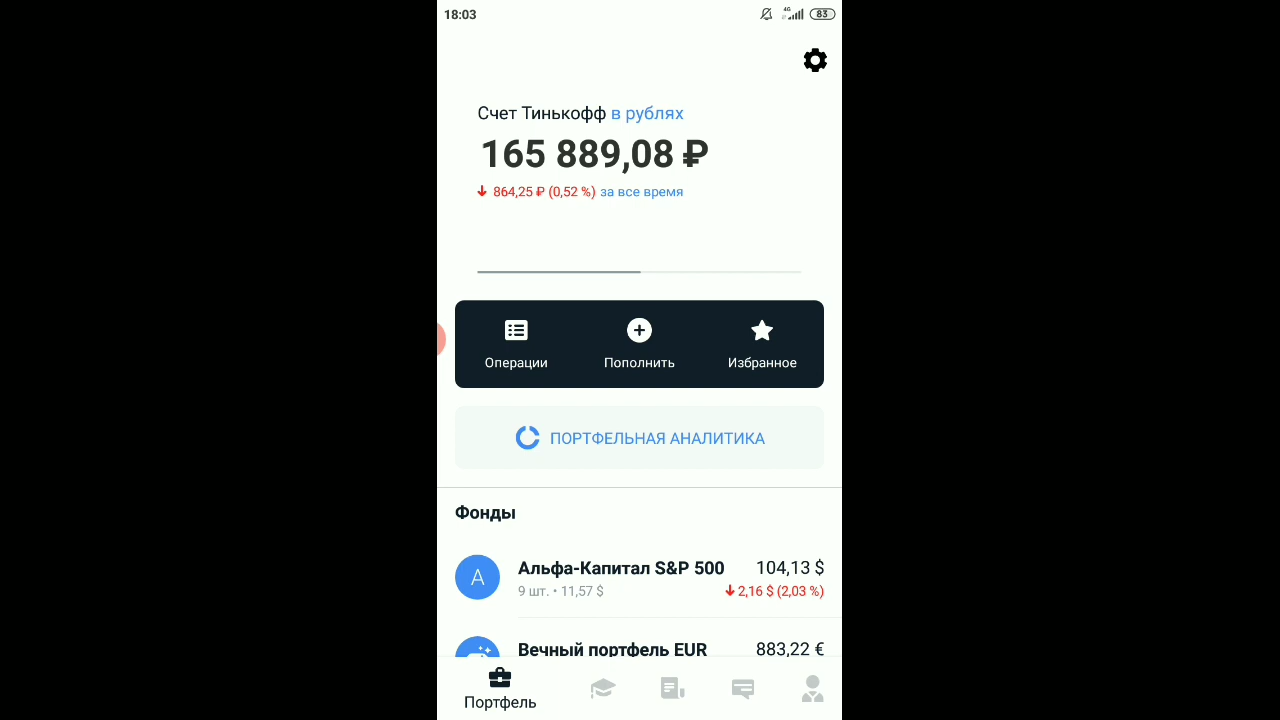 18:03
4G
83
Счет Тинькофф в рублях
165 889,08 ₽
864,25 ₽ (0,52 %) за все время
Операции
Пополнить
Избранное
ПОРТФЕЛЬНАЯ АНАЛИТИКА
Фонды
А
Альфа-Капитал S&P 500
104,13 $
9 шт. • 11,57 $
2,16 $ (2,03 %)
Вечный портфель EUR
883,22 €
Портфель